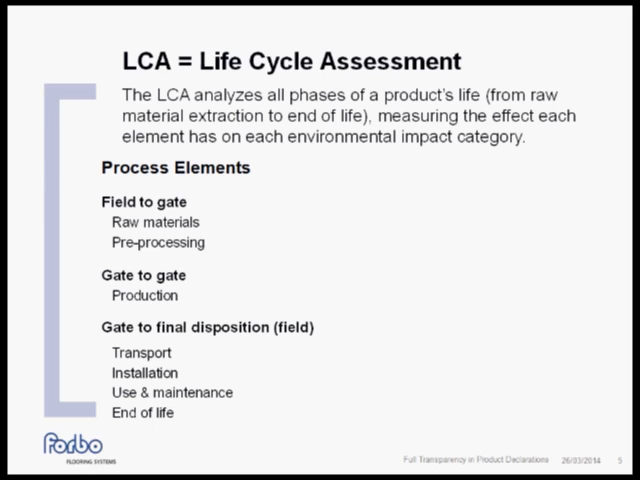 LCA = Life Cycle Assessment
The LCA analyzes all phases of a product's life (from raw
material extraction to end of life), measuring the effect each
element has on each environmental impact category.
Process Elements
Field to gate
Raw materials
Pre-processing
Gate to gate
Production
Gate to final disposition (field)
Transport
Installation
Use & maintenance
End of life
Forbo
FLOORING SYSTEMS
Full Transparency in Product Declarations 26/03/2014 5